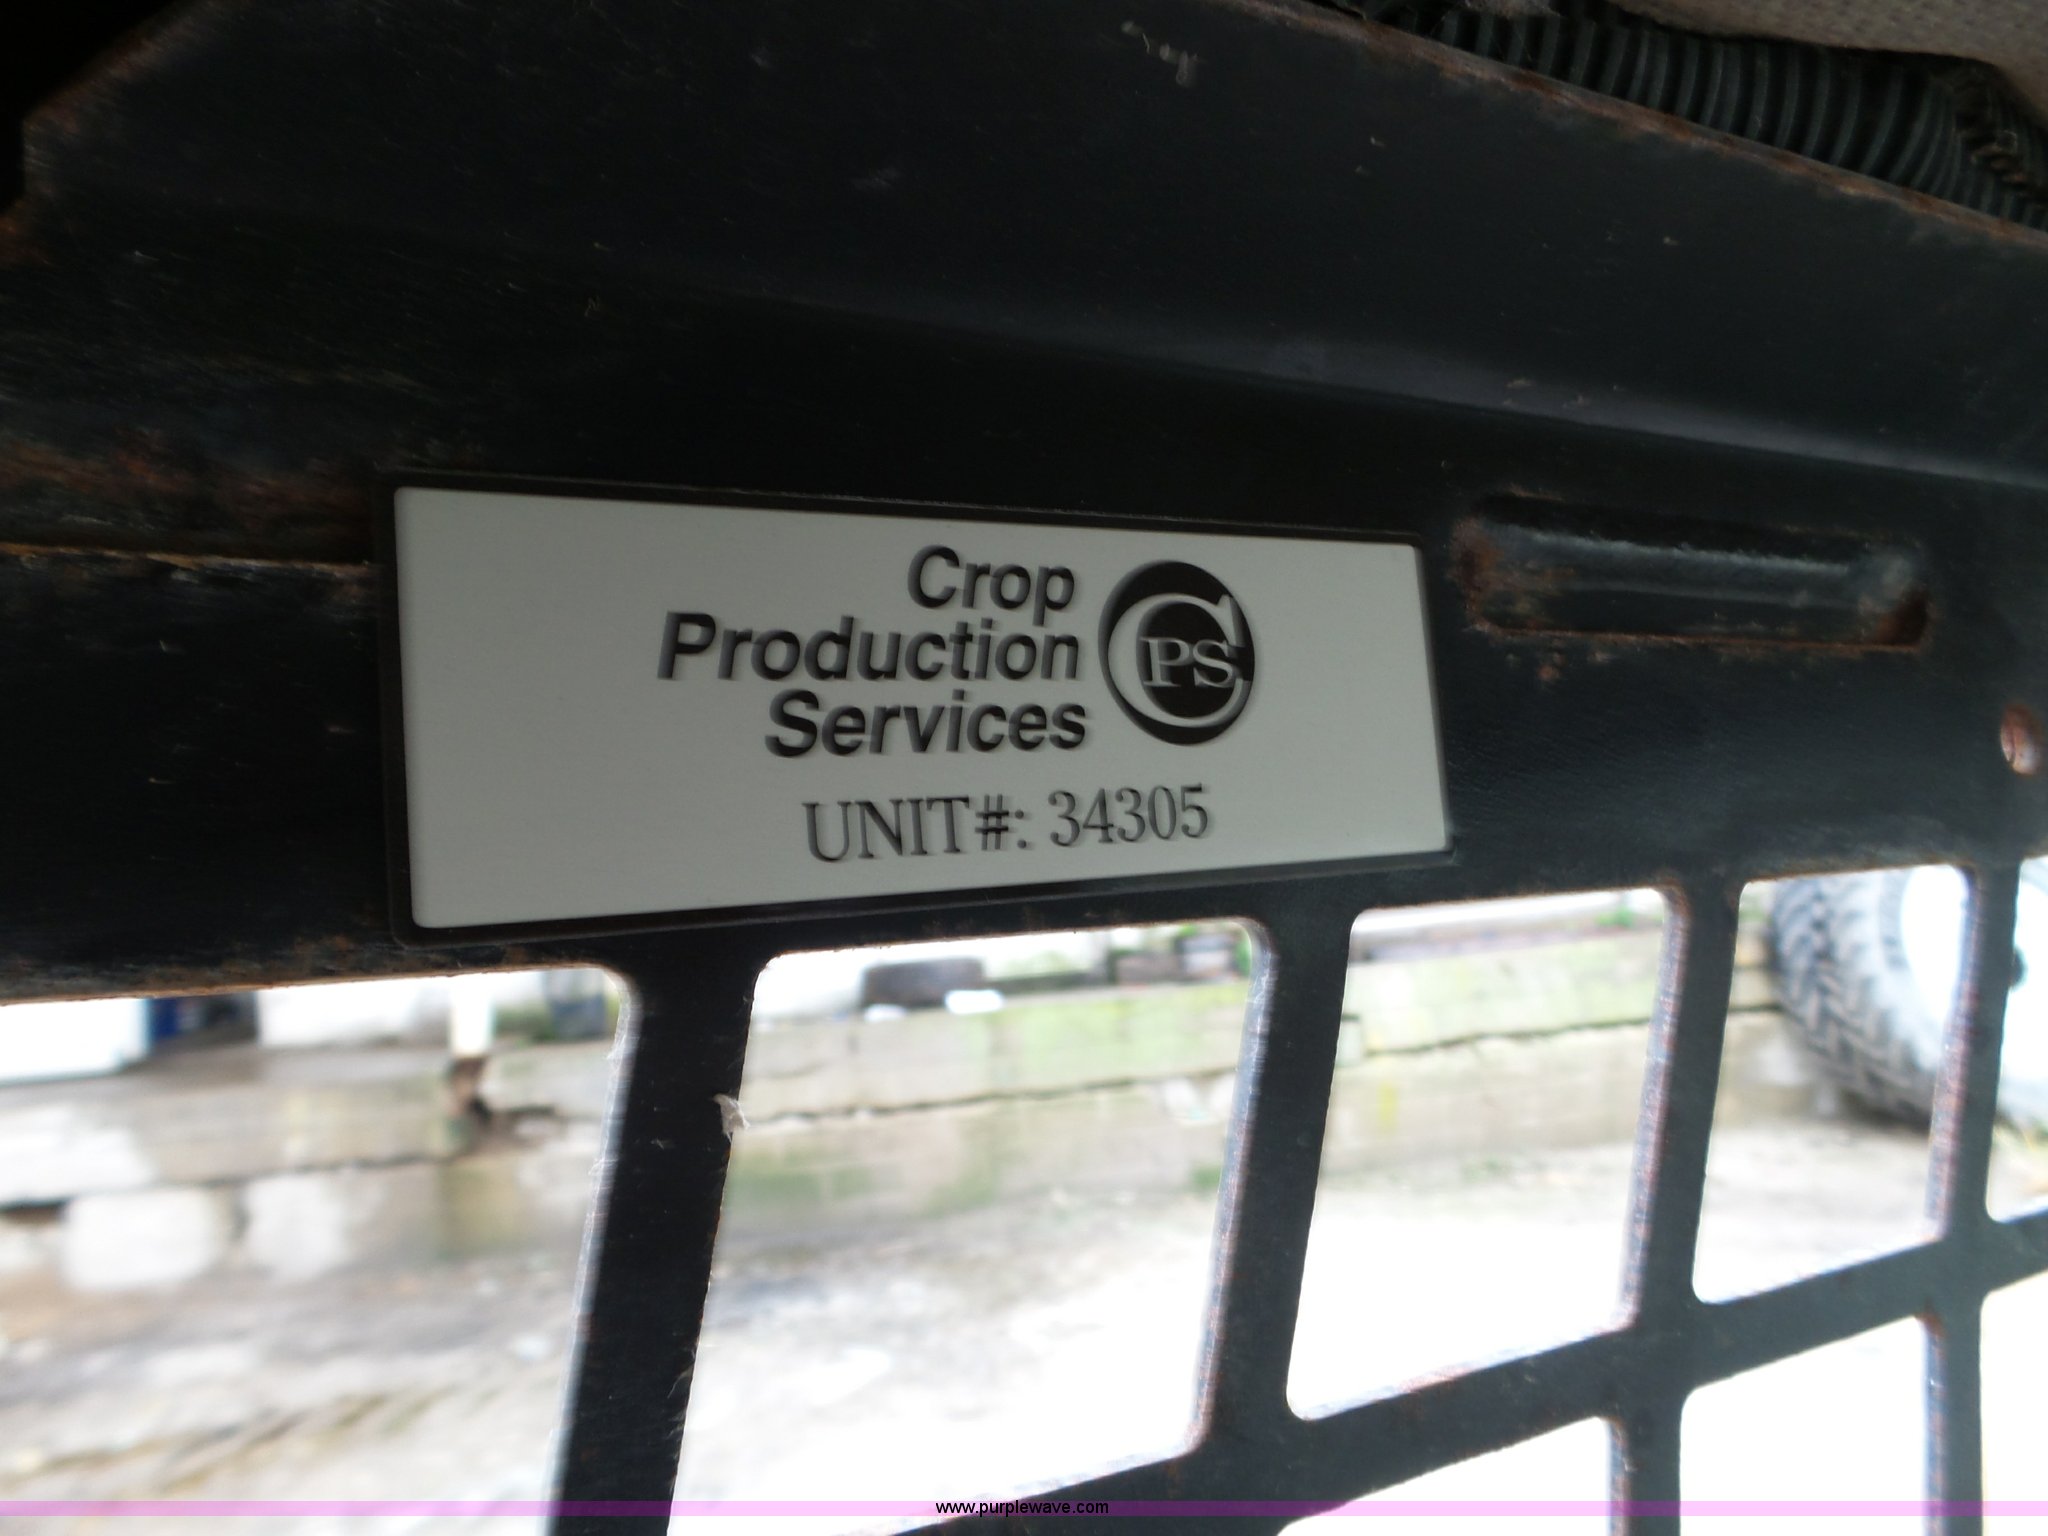 Crop
Production
Services
CPS
UNIT#: 34305
www.purplewave.com